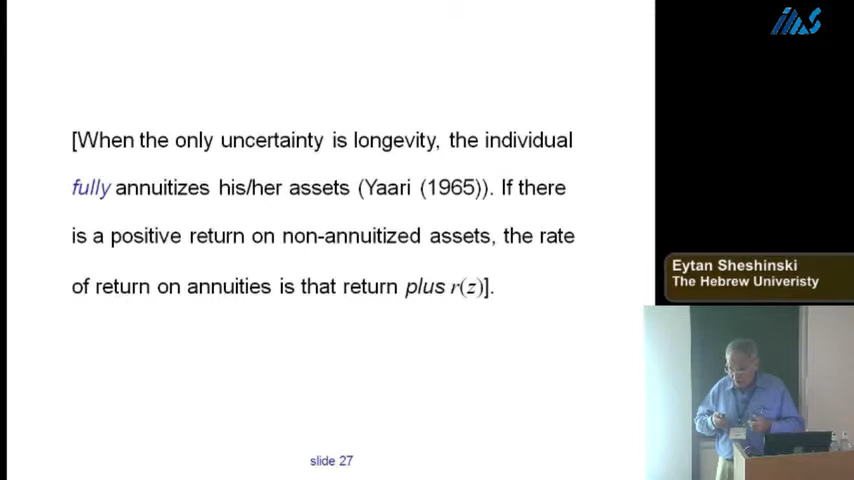 [When the only uncertainty is longevity, the individual
fully annuitizes his/her assets (Yaari (1965)). If there
is a positive return on non-annuitized assets, the rate
of return on annuities is that return plus r(z)].
slide 27
Eytan Sheshinski
The Hebrew Univeristy